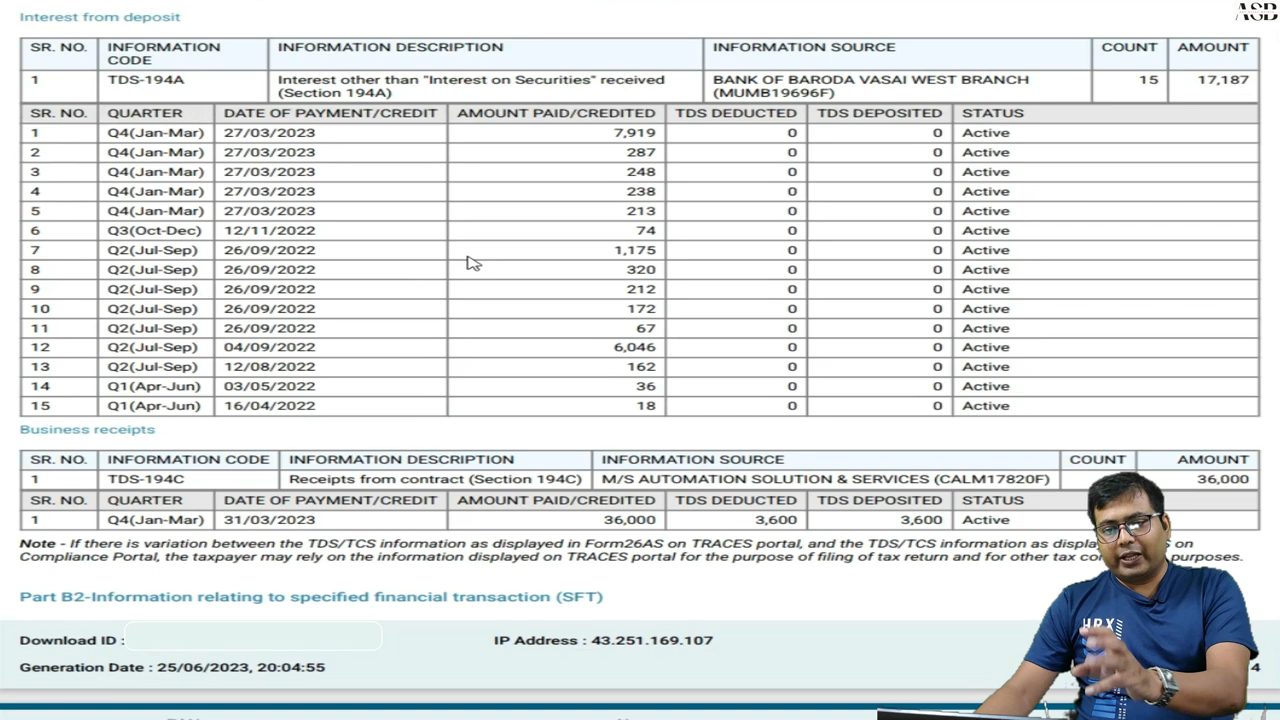 Interest from deposit
ASB
SR. NO. INFORMATION CODE INFORMATION DESCRIPTION INFORMATION SOURCE COUNT AMOUNT
1 TDS-194A Interest other than "Interest on Securities" received (Section 194A) BANK OF BARODA VASAI WEST BRANCH (MUMB19696F) 15 17,187
SR. NO. QUARTER DATE OF PAYMENT/CREDIT AMOUNT PAID/CREDITED TDS DEDUCTED TDS DEPOSITED STATUS
1 Q4(Jan-Mar) 27/03/2023 7,919 0 0 Active
2 Q4(Jan-Mar) 27/03/2023 287 0 0 Active
3 Q4(Jan-Mar) 27/03/2023 248 0 0 Active
4 Q4(Jan-Mar) 27/03/2023 238 0 0 Active
5 Q4(Jan-Mar) 27/03/2023 213 0 0 Active
6 Q3(Oct-Dec) 12/11/2022 74 0 0 Active
7 Q2(Jul-Sep) 26/09/2022 1,175 0 0 Active
8 Q2(Jul-Sep) 26/09/2022 320 0 0 Active
9 Q2(Jul-Sep) 26/09/2022 212 0 0 Active
10 Q2(Jul-Sep) 26/09/2022 172 0 0 Active
11 Q2(Jul-Sep) 26/09/2022 67 0 0 Active
12 Q2(Jul-Sep) 04/09/2022 6,046 0 0 Active
13 Q2(Jul-Sep) 12/08/2022 162 0 0 Active
14 Q1(Apr-Jun) 03/05/2022 36 0 0 Active
15 Q1(Apr-Jun) 16/04/2022 18 0 0 Active
Business receipts
SR. NO. INFORMATION CODE INFORMATION DESCRIPTION INFORMATION SOURCE COUNT AMOUNT
1 TDS-194C Receipts from contract (Section 194C) M/S AUTOMATION SOLUTION & SERVICES (CALM17820F) 36,000
SR. NO. QUARTER DATE OF PAYMENT/CREDIT AMOUNT PAID/CREDITED TDS DEDUCTED TDS DEPOSITED STATUS
1 Q4(Jan-Mar) 31/03/2023 36,000 3,600 3,600 Active
Note - If there is variation between the TDS/TCS information as displayed in Form26AS on TRACES portal, and the TDS/TCS information as on
Compliance Portal, the taxpayer may rely on the information displayed on TRACES portal for the purpose of filing of tax return and for other tax purposes.
Part B2-Information relating to specified financial transaction (SFT)
Download ID : IP Address : 43.251.169.107
Generation Date : 25/06/2023, 20:04:55 4
HRX